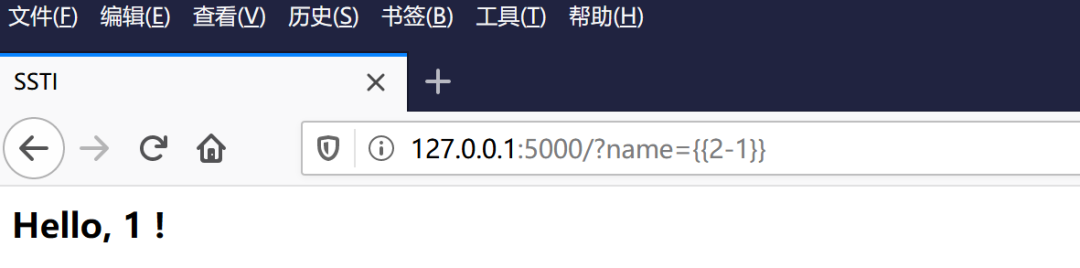 文件(F) 编辑(E) 查看(V) 历史(S) 书签(B) 工具(T) 帮助(H)
SSTI
127.0.0.1:5000/?name={{2-1}}
Hello, 1 !